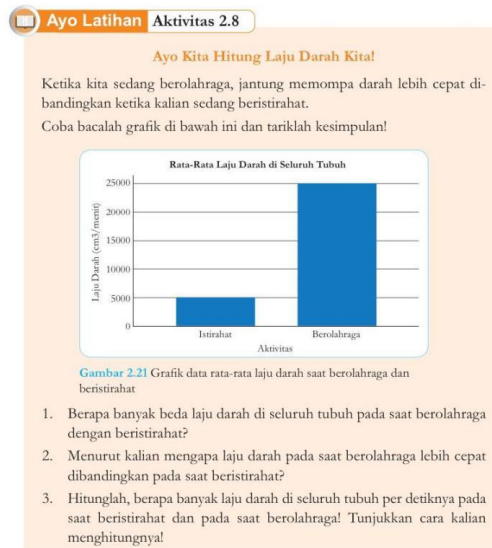 Ayo Latihan Aktivitas 2.8
Ayo Kita Hitung Laju Darah Kita!
Ketika kita sedang berolahraga, jantung memompa darah lebih cepat di-
bandingkan ketika kalian sedang beristirahat.
Coba bacalah grafik di bawah ini dan tariklah kesimpulan!
Rata-Rata Laju Darah di Seluruh Tubuh
Laju Darah (cm3/menit)
25000
20000
15000
10000
5000
0
Istirahat Berolahraga
Aktivitas
Gambar 2.21 Grafik data rata-rata laju darah saat berolahraga dan
beristirahat
1. Berapa banyak beda laju darah di seluruh tubuh pada saat berolahraga
dengan beristirahat?
2. Menurut kalian mengapa laju darah pada saat berolahraga lebih cepat
dibandingkan pada saat beristirahat?
3. Hitunglah, berapa banyak laju darah di seluruh tubuh per detiknya pada
saat beristirahat dan pada saat berolahraga! Tunjukkan cara kalian
menghitungnya!